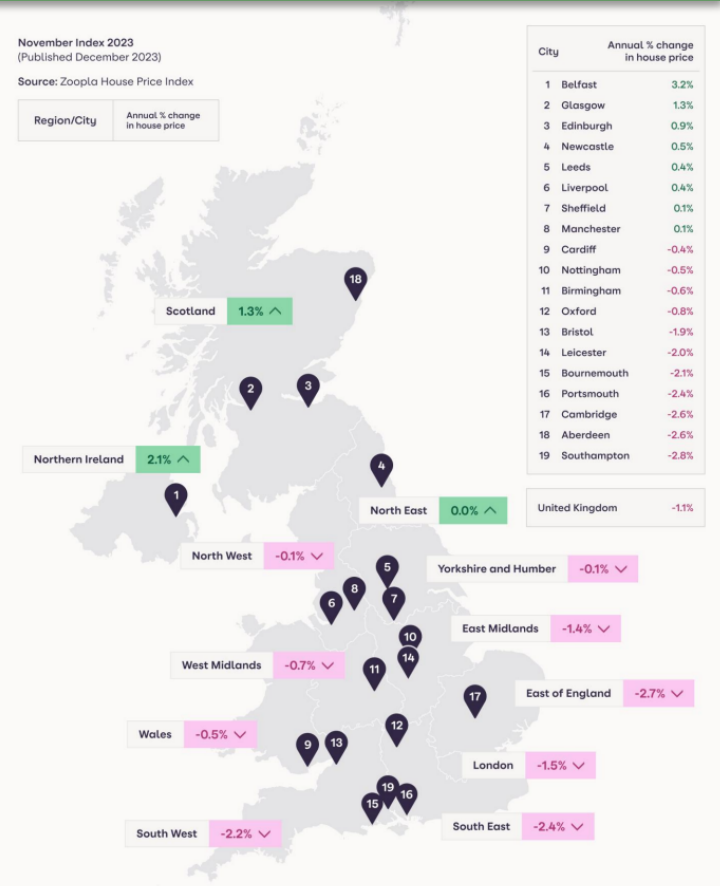 November Index 2023
(Published December 2023)
Source: Zoopla House Price Index
Region/City
Annual % change
in house price
City
Annual % change
in house price
1 Belfast 3.2%
2 Glasgow 1.3%
3 Edinburgh 0.9%
4 Newcastle 0.5%
5 Leeds 0.4%
6 Liverpool 0.4%
7 Sheffield 0.1%
8 Manchester 0.1%
9 Cardiff -0.4%
10 Nottingham -0.5%
11 Birmingham -0.6%
12 Oxford -0.8%
13 Bristol -1.9%
14 Leicester -2.0%
15 Bournemouth -2.1%
16 Portsmouth -2.4%
17 Cambridge -2.6%
18 Aberdeen -2.6%
19 Southampton -2.8%
United Kingdom -1.1%
18
Scotland 1.3%
2
3
Northern Ireland 2.1%
4
1
North East 0.0%
North West -0.1%
5
Yorkshire and Humber -0.1%
8
6
7
East Midlands -1.4%
10
14
West Midlands -0.7%
11
East of England -2.7%
17
Wales -0.5%
12
9
13
London -1.5%
19
16
15
South East -2.4%
South West -2.2%